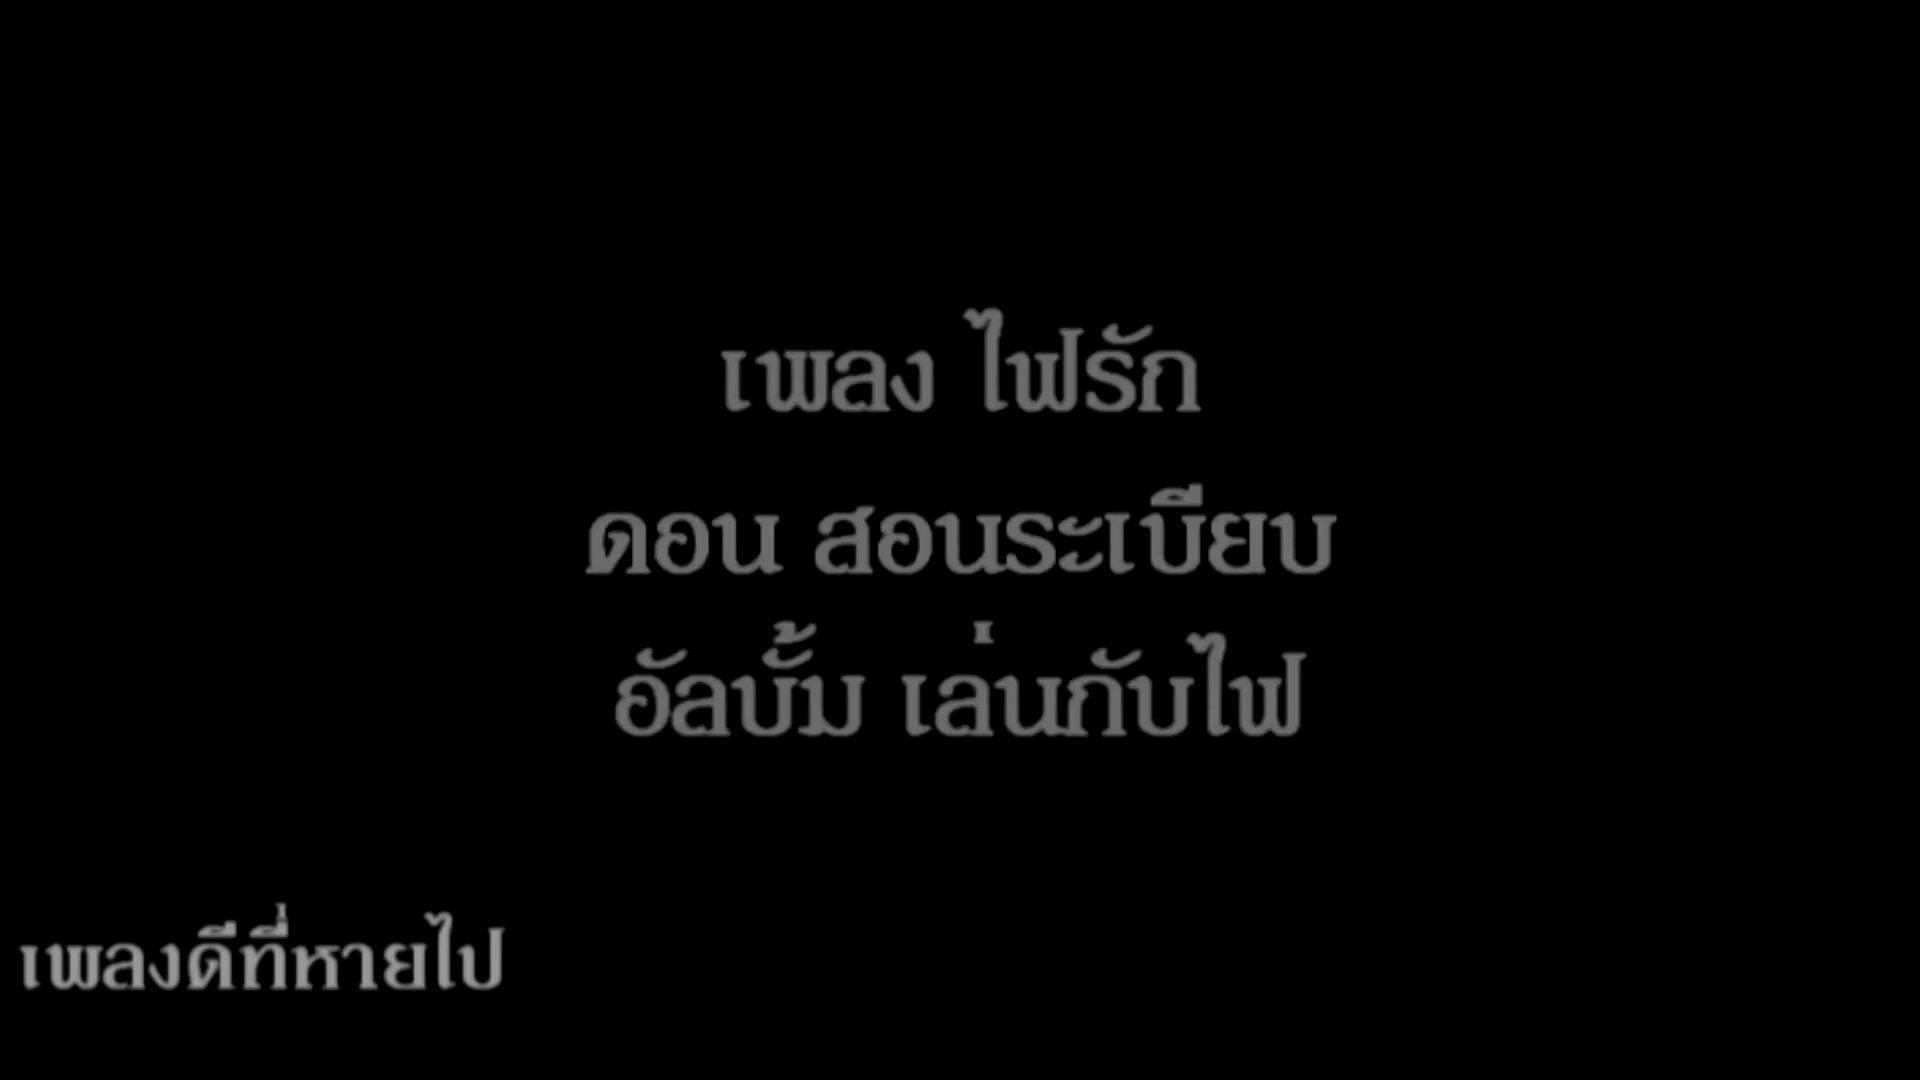 เพลง ไฟรัก
ดอน สอนระเบียบ
อัลบั้ม เล่นกับไฟ
เพลงดีที่หายไป